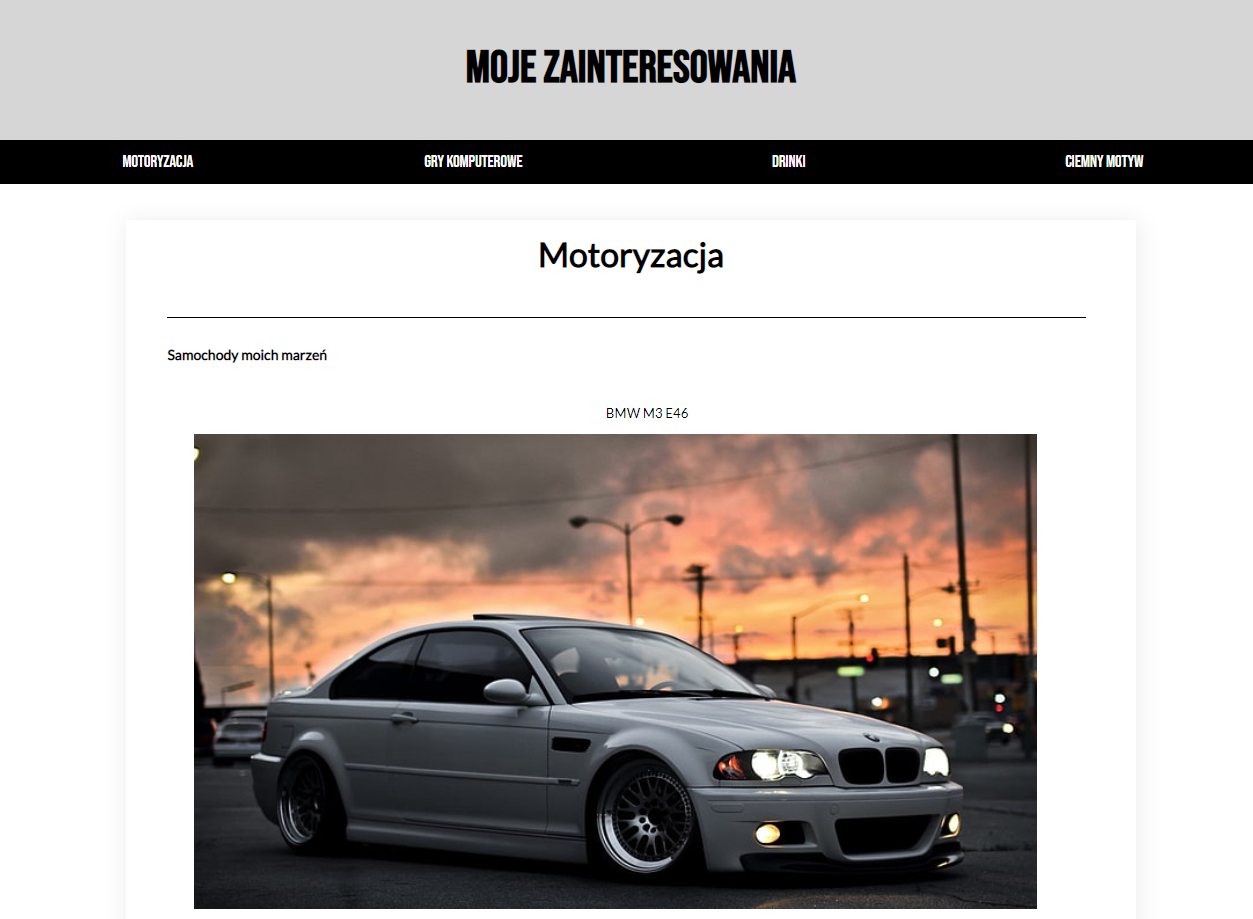 MOJE ZAINTERESOWANIA
MOTORYZACJA
GRY KOMPUTEROWE
DRINKI
CIEMNY MOTYW
Motoryzacja
Samochody moich marzeń
BMW M3 E46